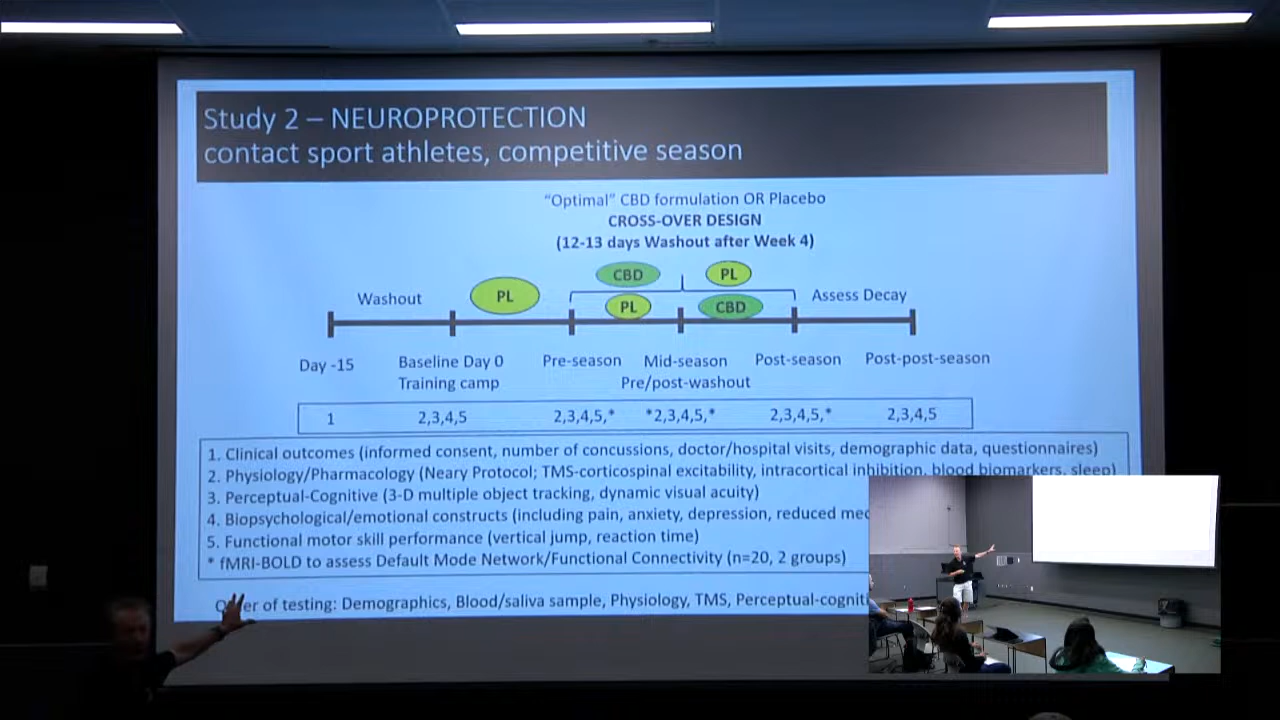 Study 2 – NEUROPROTECTION
contact sport athletes, competitive season
"Optimal" CBD formulation OR Placebo
CROSS-OVER DESIGN
(12-13 days Washout after Week 4)
CBD PL
Washout PL PL CBD Assess Decay
Day -15 Baseline Day 0 Pre-season Mid-season Post-season Post-post-season
Training camp Pre/post-washout
1 2,3,4,5 2,3,4,5,* *2,3,4,5,* 2,3,4,5,* 2,3,4,5
1. Clinical outcomes (informed consent, number of concussions, doctor/hospital visits, demographic data, questionnaires)
2. Physiology/Pharmacology (Neary Protocol; TMS-corticospinal excitability, intracortical inhibition, blood biomarkers, sleep)
3. Perceptual-Cognitive (3-D multiple object tracking, dynamic visual acuity)
4. Biopsychological/emotional constructs (including pain, anxiety, depression, reduced
5. Functional motor skill performance (vertical jump, reaction time)
* fMRI-BOLD to assess Default Mode Network/Functional Connectivity (n=20, 2 groups)
of testing: Demographics, Blood/saliva sample, Physiology, TMS,